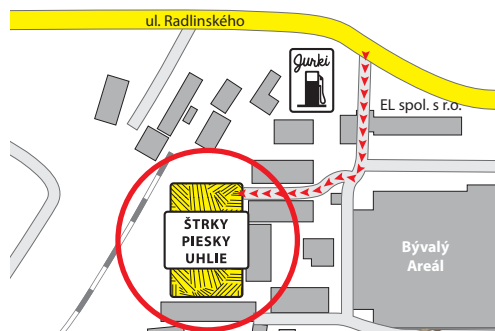 ul. Radlinského
Jurki
EL spol. s r.o.
ŠTRKY
PIESKY
UHLIE
Bývalý
Areál